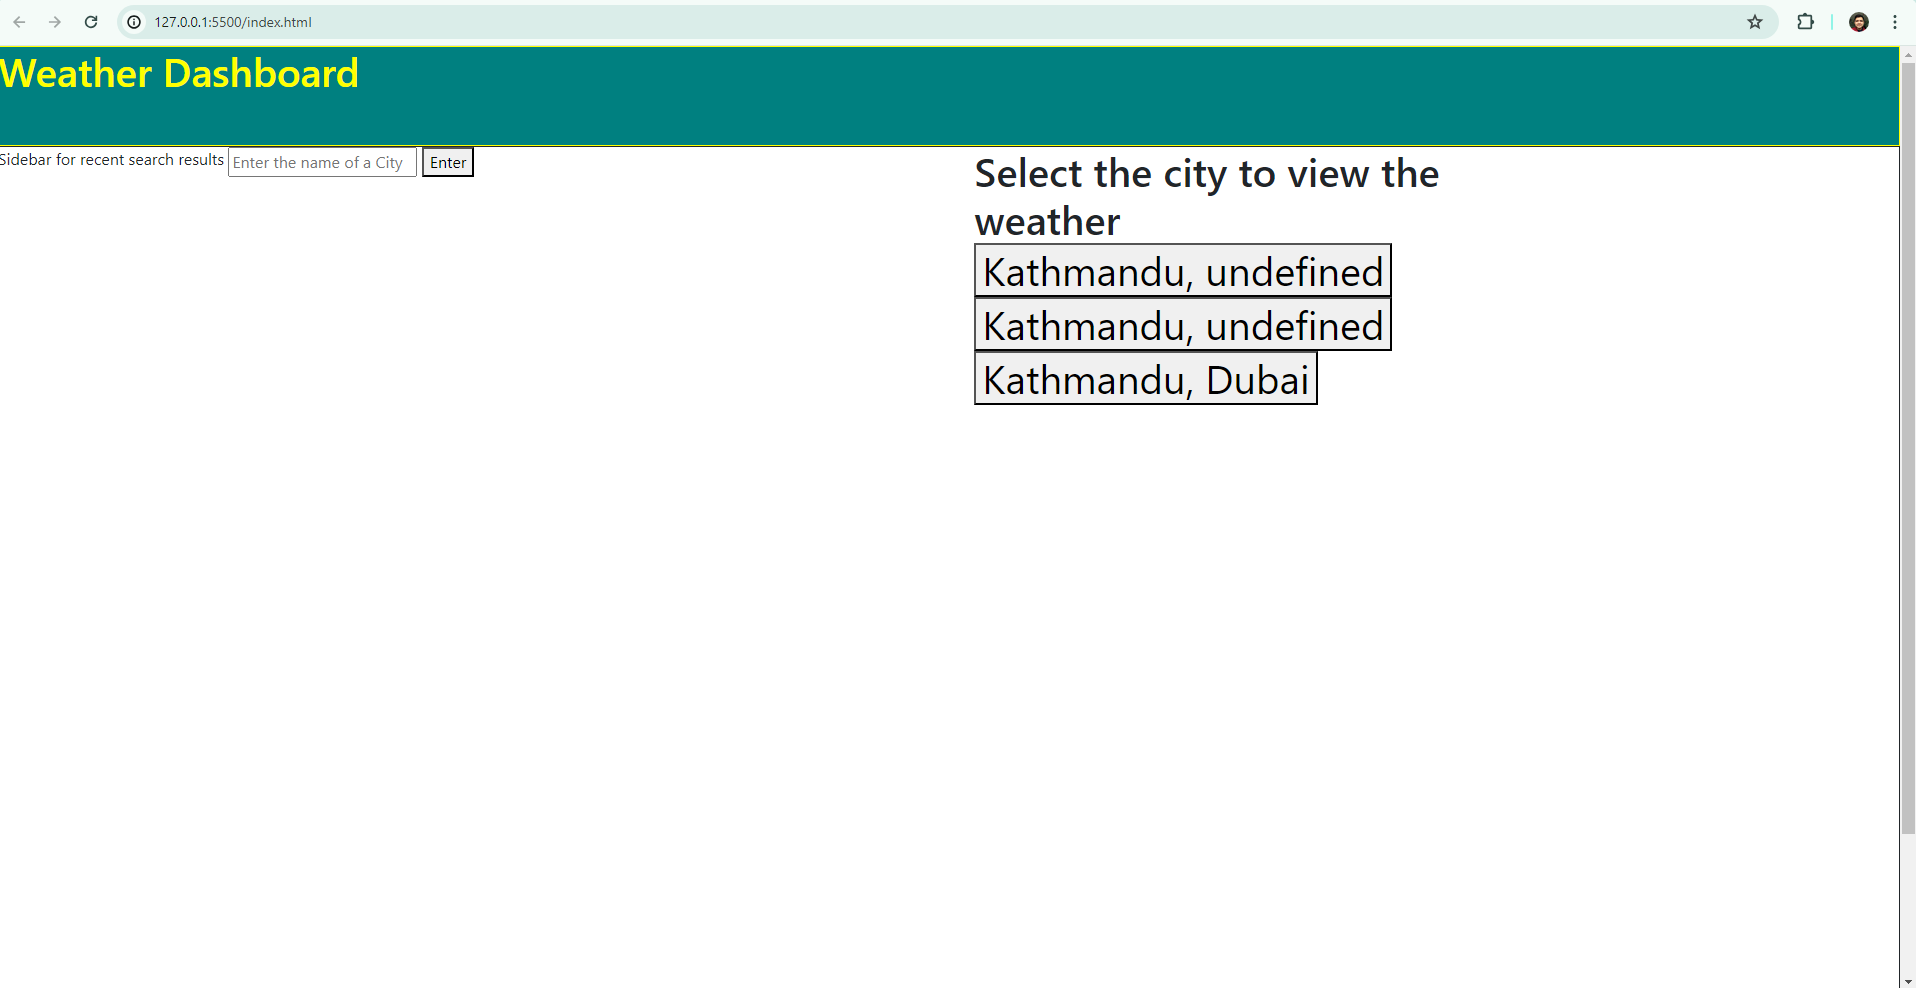 127.0.0.1:5500/index.html
Weather Dashboard
Sidebar for recent search results Enter the name of a City Enter
Select the city to view the
weather
Kathmandu, undefined
Kathmandu, undefined
Kathmandu, Dubai